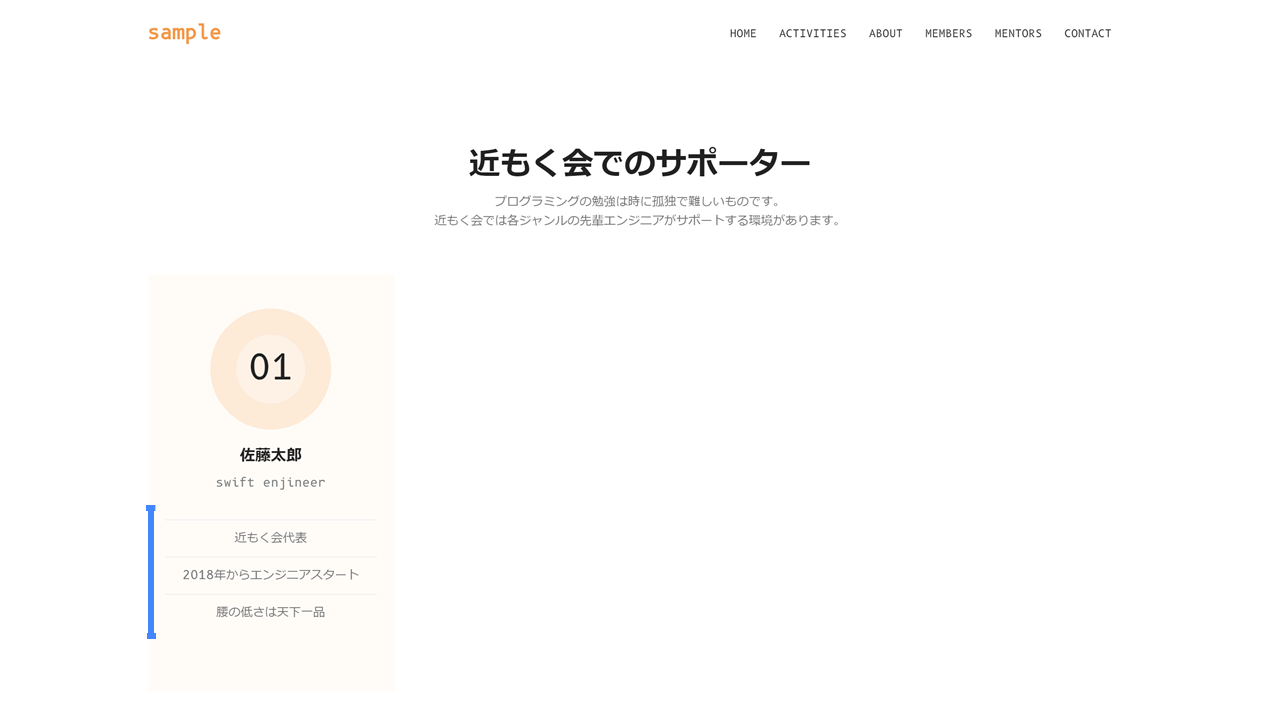 sample
HOME ACTIVITIES ABOUT MEMBERS MENTORS CONTACT
近もく会でのサポーター
プログラミングの勉強は時に孤独で難しいものです。
近もく会では各ジャンルの先輩エンジニアがサポートする環境があります。
01
佐藤太郎
swift enjineer
近もく会代表
2018年からエンジニアスタート
腰の低さは天下一品